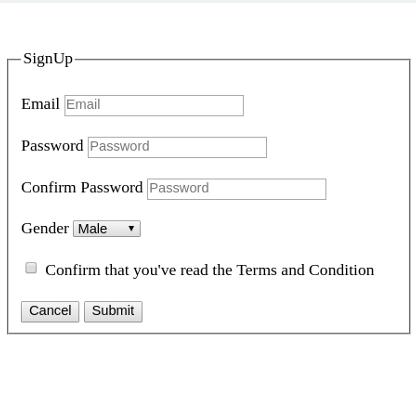 SignUp
Email Email
Password Password
Confirm Password Password
Gender Male
Confirm that you've read the Terms and Condition
Cancel Submit